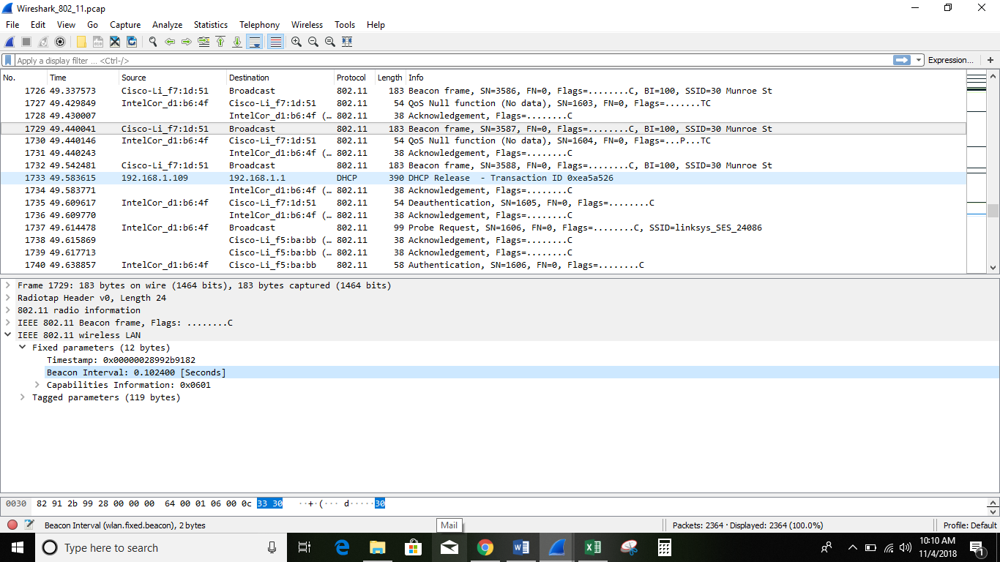 Wireshark_802_11.pcap
File Edit View Go Capture Analyze Statistics Telephony Wireless Tools Help
Apply a display filter ... <Ctrl-/> Expression... +
No. Time Source Destination Protocol Length Info
1726 49.337573 Cisco-Li_f7:1d:51 Broadcast 802.11 183 Beacon frame, SN=3586, FN=0, Flags=........C, BI=100, SSID=30 Munroe St
1727 49.429849 IntelCor_d1:b6:4f Cisco-Li_f7:1d:51 802.11 54 QoS Null function (No data), SN=1603, FN=0, Flags=.......TC
1728 49.430007 IntelCor_d1:b6:4f (… 802.11 38 Acknowledgement, Flags=........C
1729 49.440041 Cisco-Li_f7:1d:51 Broadcast 802.11 183 Beacon frame, SN=3587, FN=0, Flags=........C, BI=100, SSID=30 Munroe St
1730 49.440146 IntelCor_d1:b6:4f Cisco-Li_f7:1d:51 802.11 54 QoS Null function (No data), SN=1604, FN=0, Flags=...P...TC
1731 49.440243 IntelCor_d1:b6:4f (… 802.11 38 Acknowledgement, Flags=........C
1732 49.542481 Cisco-Li_f7:1d:51 Broadcast 802.11 183 Beacon frame, SN=3588, FN=0, Flags=........C, BI=100, SSID=30 Munroe St
1733 49.583615 192.168.1.109 192.168.1.1 DHCP 390 DHCP Release - Transaction ID 0xea5a526
1734 49.583771 IntelCor_d1:b6:4f (… 802.11 38 Acknowledgement, Flags=........C
1735 49.609617 IntelCor_d1:b6:4f Cisco-Li_f7:1d:51 802.11 54 Deauthentication, SN=1605, FN=0, Flags=........C
1736 49.609770 IntelCor_d1:b6:4f (… 802.11 38 Acknowledgement, Flags=........C
1737 49.614478 IntelCor_d1:b6:4f Broadcast 802.11 99 Probe Request, SN=1606, FN=0, Flags=........C, SSID=linksys_SES_24086
1738 49.615869 Cisco-Li_f5:ba:bb (… 802.11 38 Acknowledgement, Flags=........C
1739 49.617713 Cisco-Li_f5:ba:bb (… 802.11 38 Acknowledgement, Flags=........C
1740 49.638857 IntelCor_d1:b6:4f Cisco-Li_f5:ba:bb 802.11 58 Authentication, SN=1606, FN=0, Flags=........C
Frame 1729: 183 bytes on wire (1464 bits), 183 bytes captured (1464 bits)
Radiotap Header v0, Length 24
802.11 radio information
IEEE 802.11 Beacon frame, Flags: ........C
IEEE 802.11 wireless LAN
Fixed parameters (12 bytes)
Timestamp: 0x00000028992b9182
Beacon Interval: 0.102400 [Seconds]
Capabilities Information: 0x0601
Tagged parameters (119 bytes)
0030 82 91 2b 99 28 00 00 00 64 00 01 06 00 0c 33 30 ··+·(··· d·····30
Mail
Beacon Interval (wlan.fixed.beacon), 2 bytes Packets: 2364 · Displayed: 2364 (100.0%) Profile: Default
Type here to search 10:10 AM
11/4/2018 1